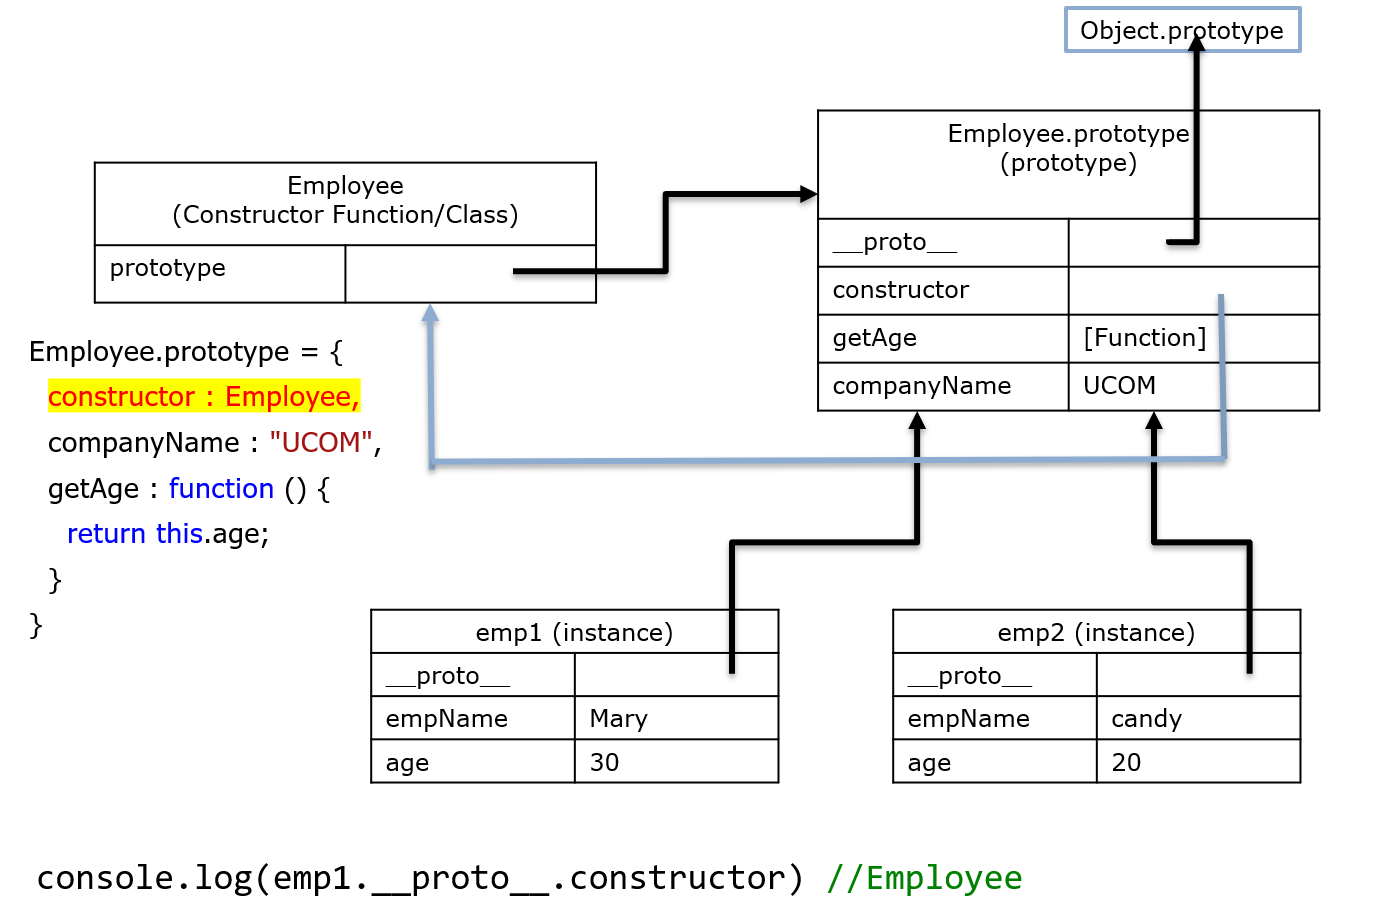 Object.prototype
Employee.prototype
(prototype)
__proto__
constructor
getAge [Function]
companyName UCOM
Employee
(Constructor Function/Class)
prototype
Employee.prototype = {
constructor : Employee,
companyName : "UCOM",
getAge : function () {
return this.age;
}
}
emp1 (instance)
__proto__
empName Mary
age 30
emp2 (instance)
__proto__
empName candy
age 20
console.log(emp1.__proto__.constructor) //Employee